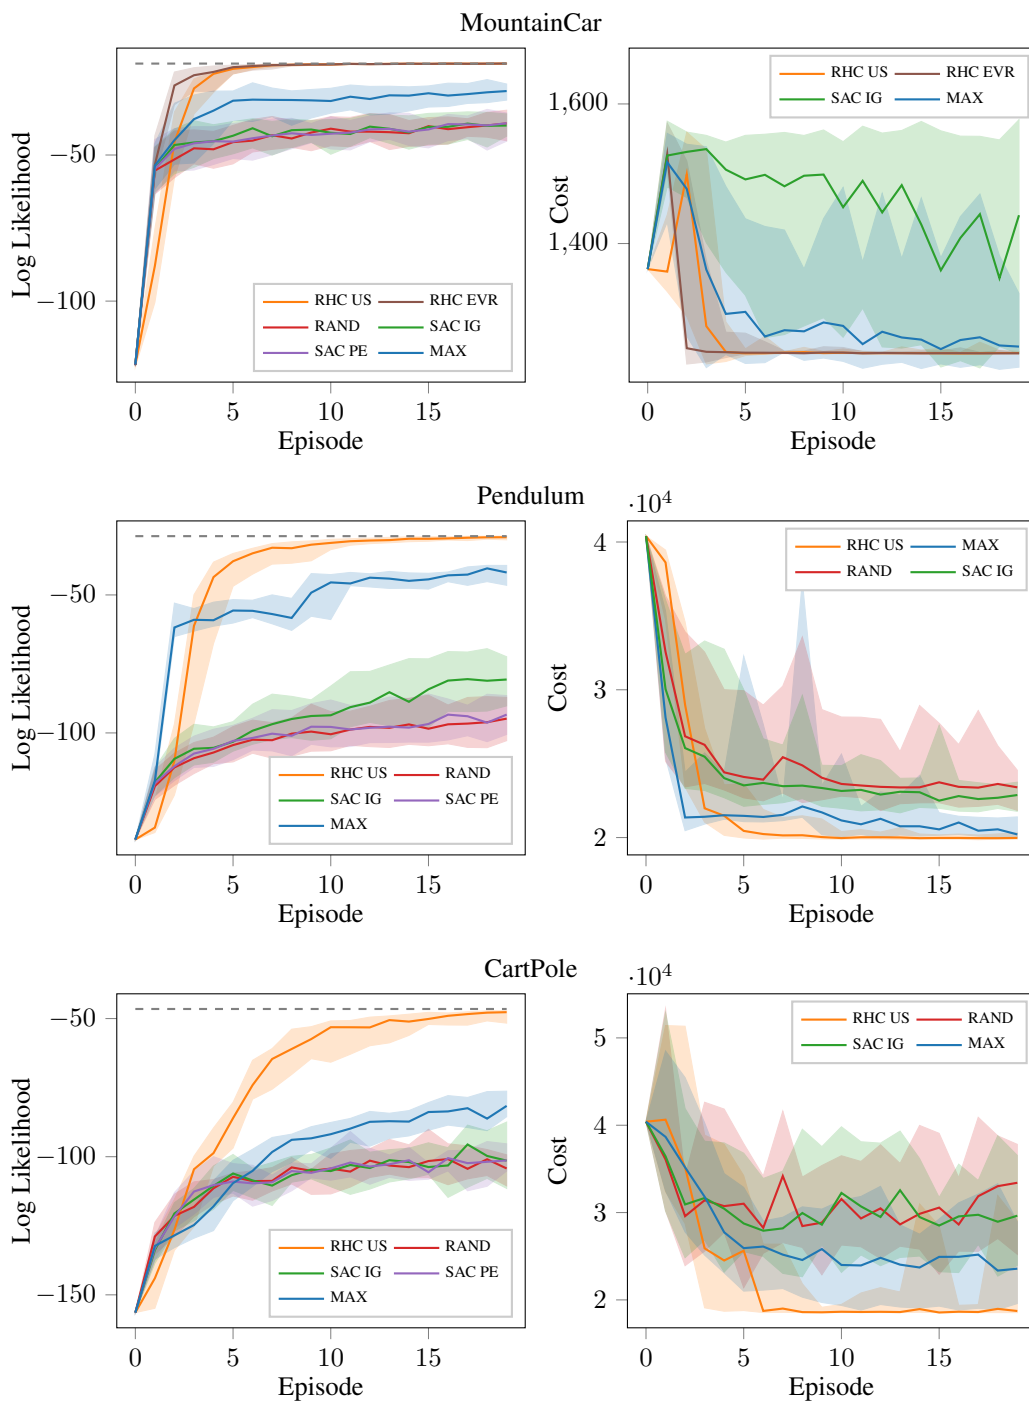 MountainCar
Log Likelihood
−50
−100
RHC US
RHC EVR
RAND
SAC IG
SAC PE
MAX
0
5
10
15
Episode
Cost
1,600
1,400
RHC US
RHC EVR
SAC IG
MAX
0
5
10
15
Episode
Pendulum
Log Likelihood
−50
−100
RHC US
RAND
SAC IG
SAC PE
MAX
0
5
10
15
Episode
·10⁴
Cost
4
3
2
RHC US
MAX
RAND
SAC IG
0
5
10
15
Episode
CartPole
Log Likelihood
−50
−100
−150
RHC US
RAND
SAC IG
SAC PE
MAX
0
5
10
15
Episode
·10⁴
Cost
5
4
3
2
RHC US
RAND
SAC IG
MAX
0
5
10
15
Episode